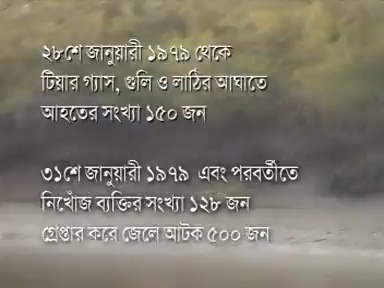 ২৮শে জানুয়ারী ১৯৭৯ থেকে
টিয়ার গ্যাস, গুলি ও লাঠির আঘাতে
আহতের সংখ্যা ১৫০ জন
৩১শে জানুয়ারী ১৯৭৯ এবং পরবর্তীতে
নিখোঁজ ব্যক্তির সংখ্যা ১২৮ জন
গ্রেপ্তার করে জেলে আটক ৫০০ জন